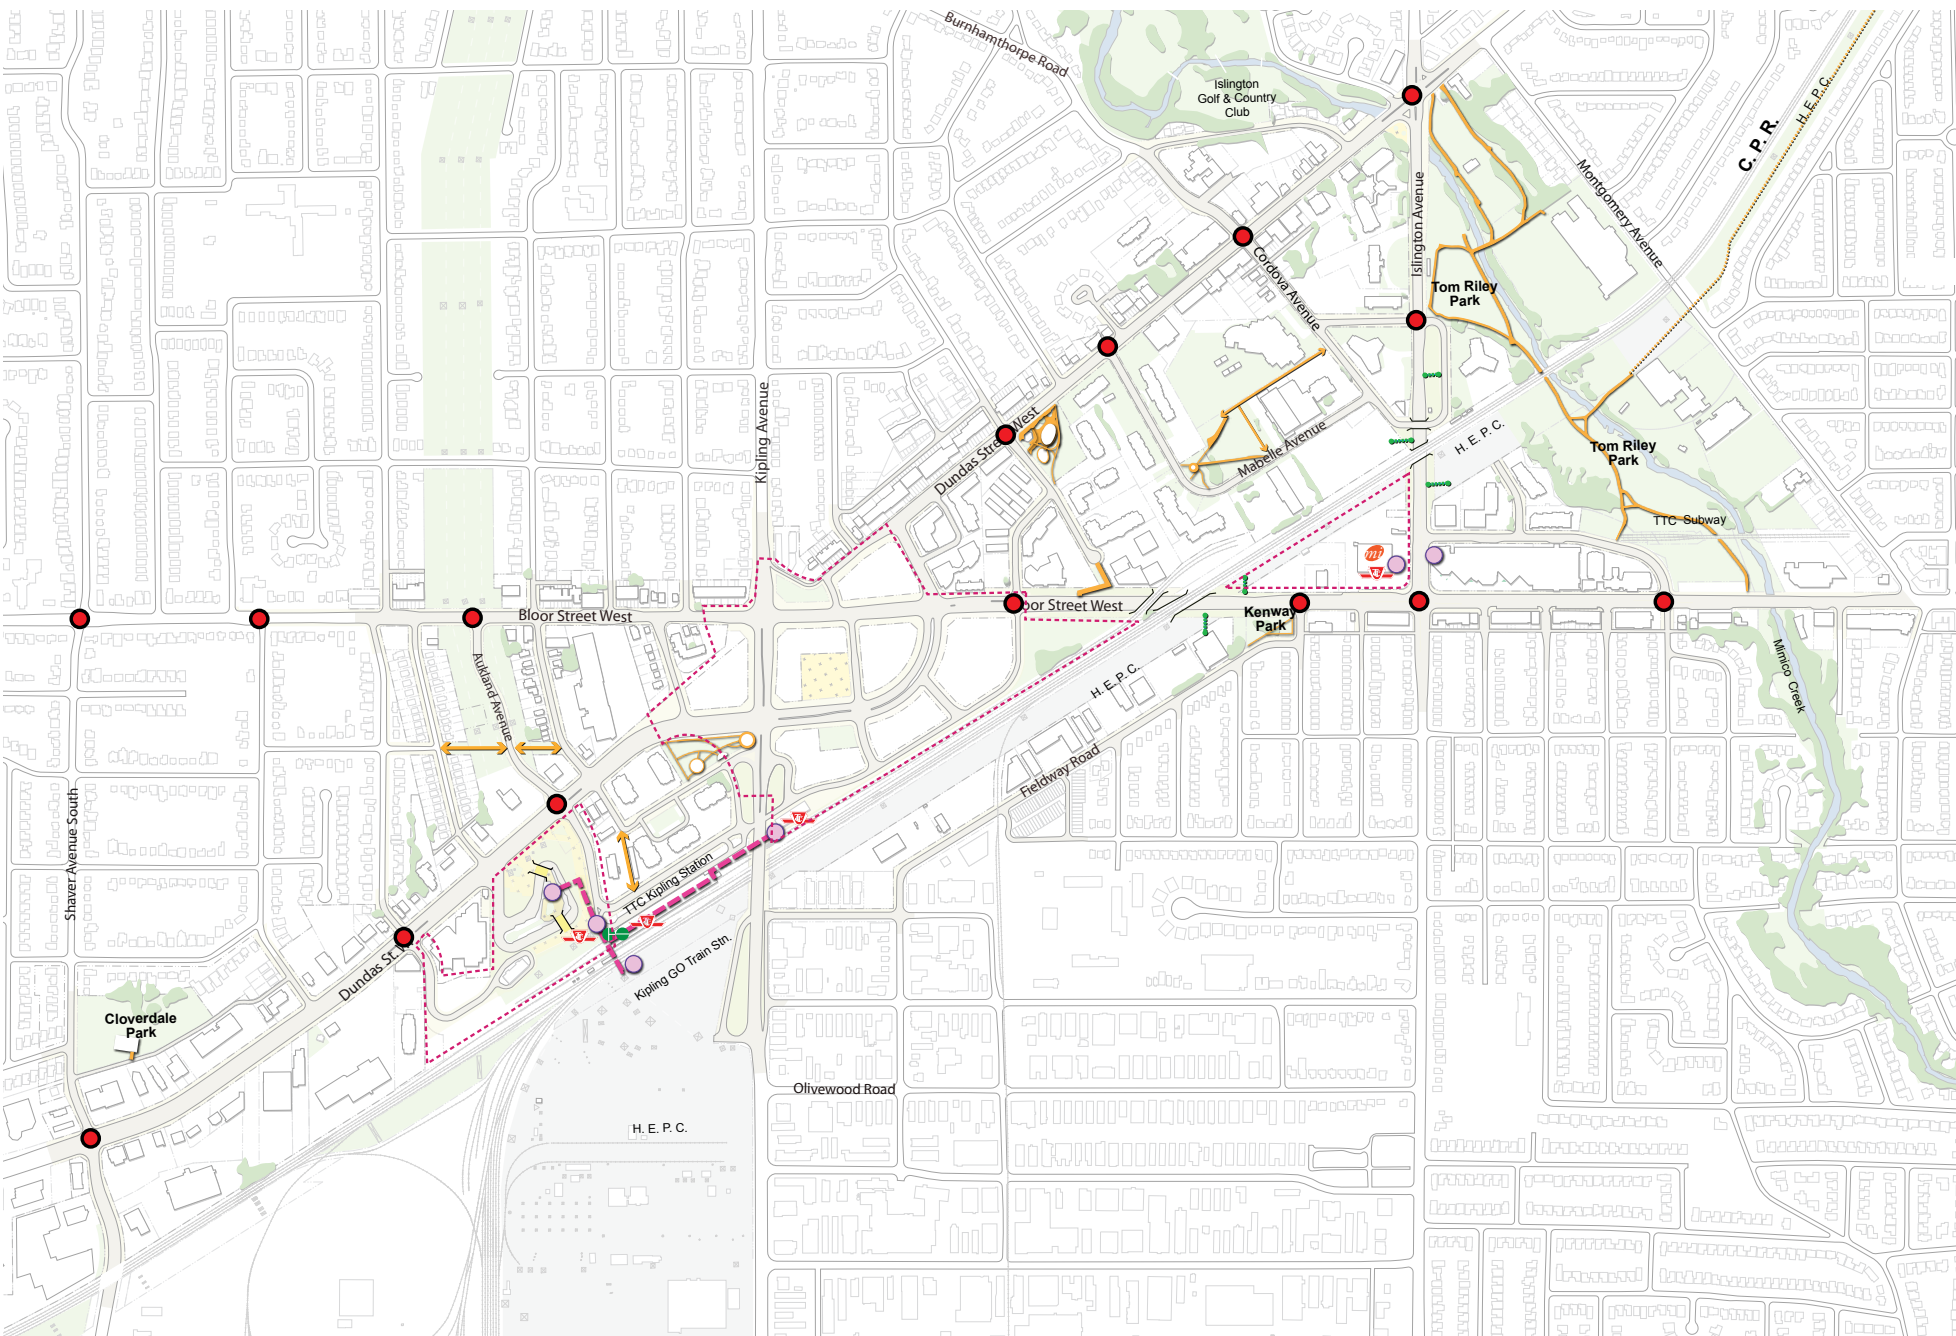 Burnhamthorpe Road
Islington
Golf & Country
Club
H. E. P. C.
C. P. R.
Montgomery Avenue
Islington Avenue
Cordova Avenue
Tom Riley
Park
Kipling Avenue
Dundas Street West
Mabelle Avenue
H. E. P. C.
Tom Riley
Park
TTC Subway
mi
Bloor Street West
oor Street West
Kenway
Park
Aukland Avenue
H. E. P. C.
Mimico Creek
Fieldway Road
Shaver Avenue South
TTC Kipling Station
Kipling GO Train Stn.
Dundas St.
Cloverdale
Park
Olivewood Road
H. E. P. C.